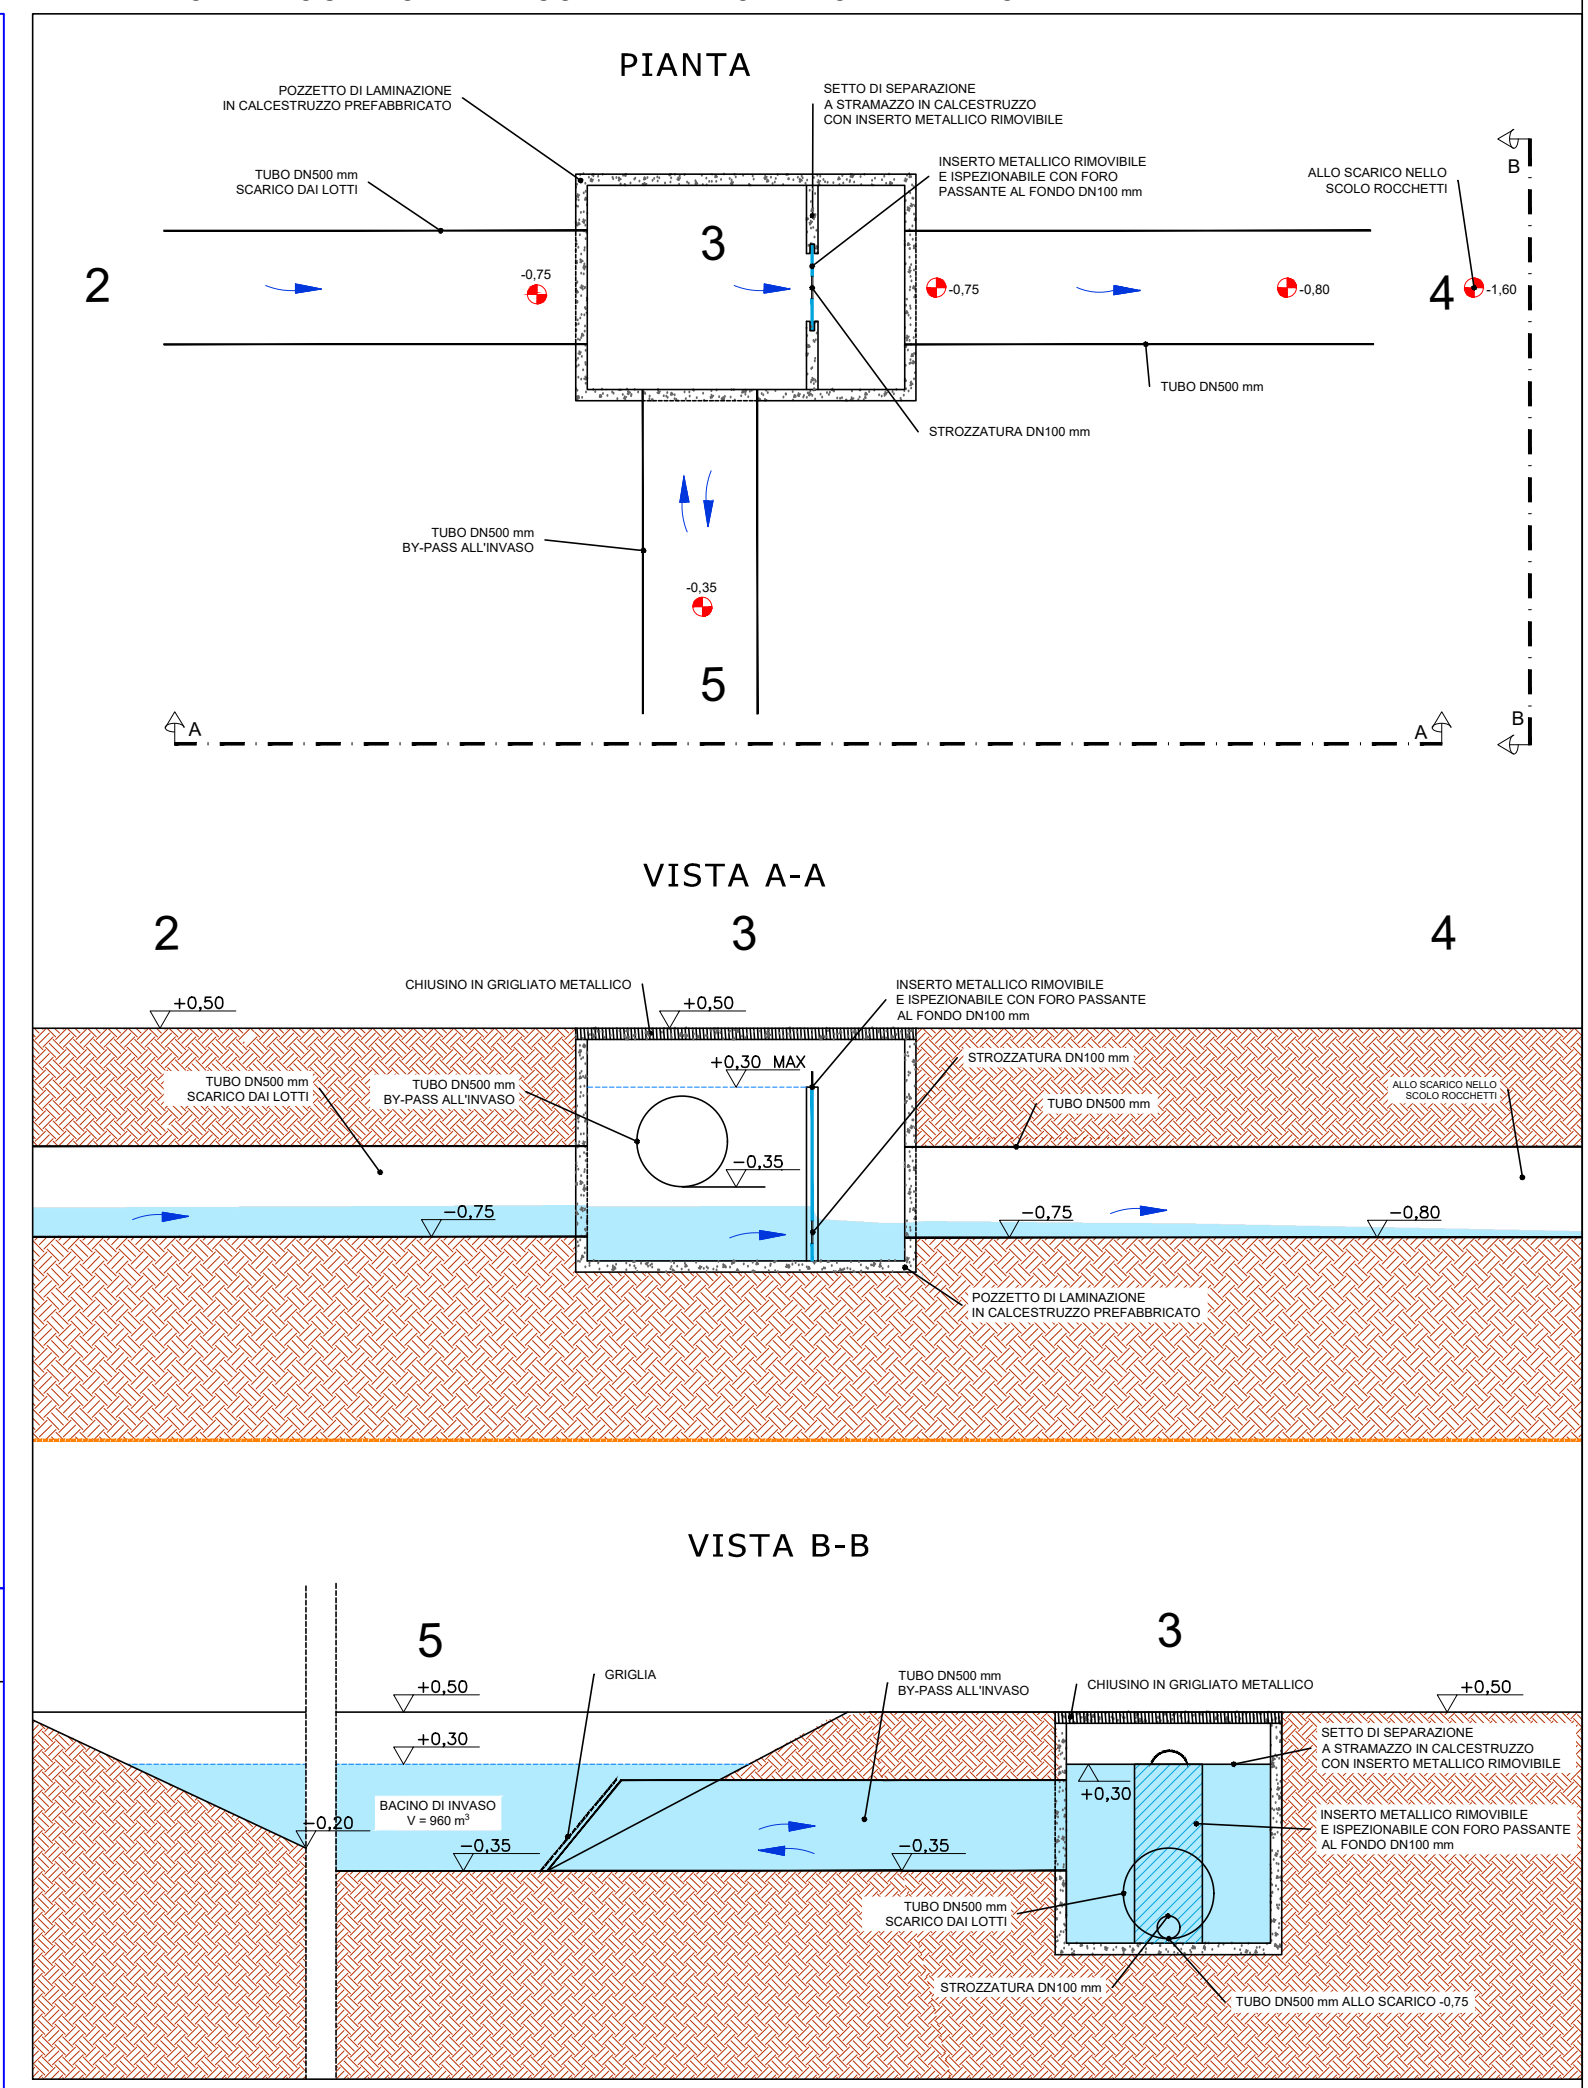 PIANTA
POZZETTO DI LAMINAZIONE
IN CALCESTRUZZO PREFABBRICATO
SETTO DI SEPARAZIONE
A STRAMAZZO IN CALCESTRUZZO
CON INSERTO METALLICO RIMOVIBILE
TUBO DN500 mm
SCARICO DAI LOTTI
INSERTO METALLICO RIMOVIBILE
E ISPEZIONABILE CON FORO
PASSANTE AL FONDO DN100 mm
ALLO SCARICO NELLO
SCOLO ROCCHETTI
B
2
3
4
-0,75
-0,75
-0,80
-1,60
TUBO DN500 mm
STROZZATURA DN100 mm
TUBO DN500 mm
BY-PASS ALL'INVASO
-0,35
5
A
A
B
VISTA A-A
2
3
4
CHIUSINO IN GRIGLIATO METALLICO
INSERTO METALLICO RIMOVIBILE
E ISPEZIONABILE CON FORO PASSANTE
AL FONDO DN100 mm
+0,50
+0,50
+0,30 MAX
STROZZATURA DN100 mm
TUBO DN500 mm
SCARICO DAI LOTTI
TUBO DN500 mm
BY-PASS ALL'INVASO
TUBO DN500 mm
ALLO SCARICO NELLO
SCOLO ROCCHETTI
-0,35
-0,75
-0,75
-0,80
POZZETTO DI LAMINAZIONE
IN CALCESTRUZZO PREFABBRICATO
VISTA B-B
5
3
GRIGLIA
TUBO DN500 mm
BY-PASS ALL'INVASO
CHIUSINO IN GRIGLIATO METALLICO
+0,50
+0,50
+0,30
SETTO DI SEPARAZIONE
A STRAMAZZO IN CALCESTRUZZO
CON INSERTO METALLICO RIMOVIBILE
+0,30
BACINO DI INVASO
V = 960 m³
-0,20
-0,35
-0,35
INSERTO METALLICO RIMOVIBILE
E ISPEZIONABILE CON FORO PASSANTE
AL FONDO DN100 mm
TUBO DN500 mm
SCARICO DAI LOTTI
STROZZATURA DN100 mm
TUBO DN500 mm ALLO SCARICO -0,75